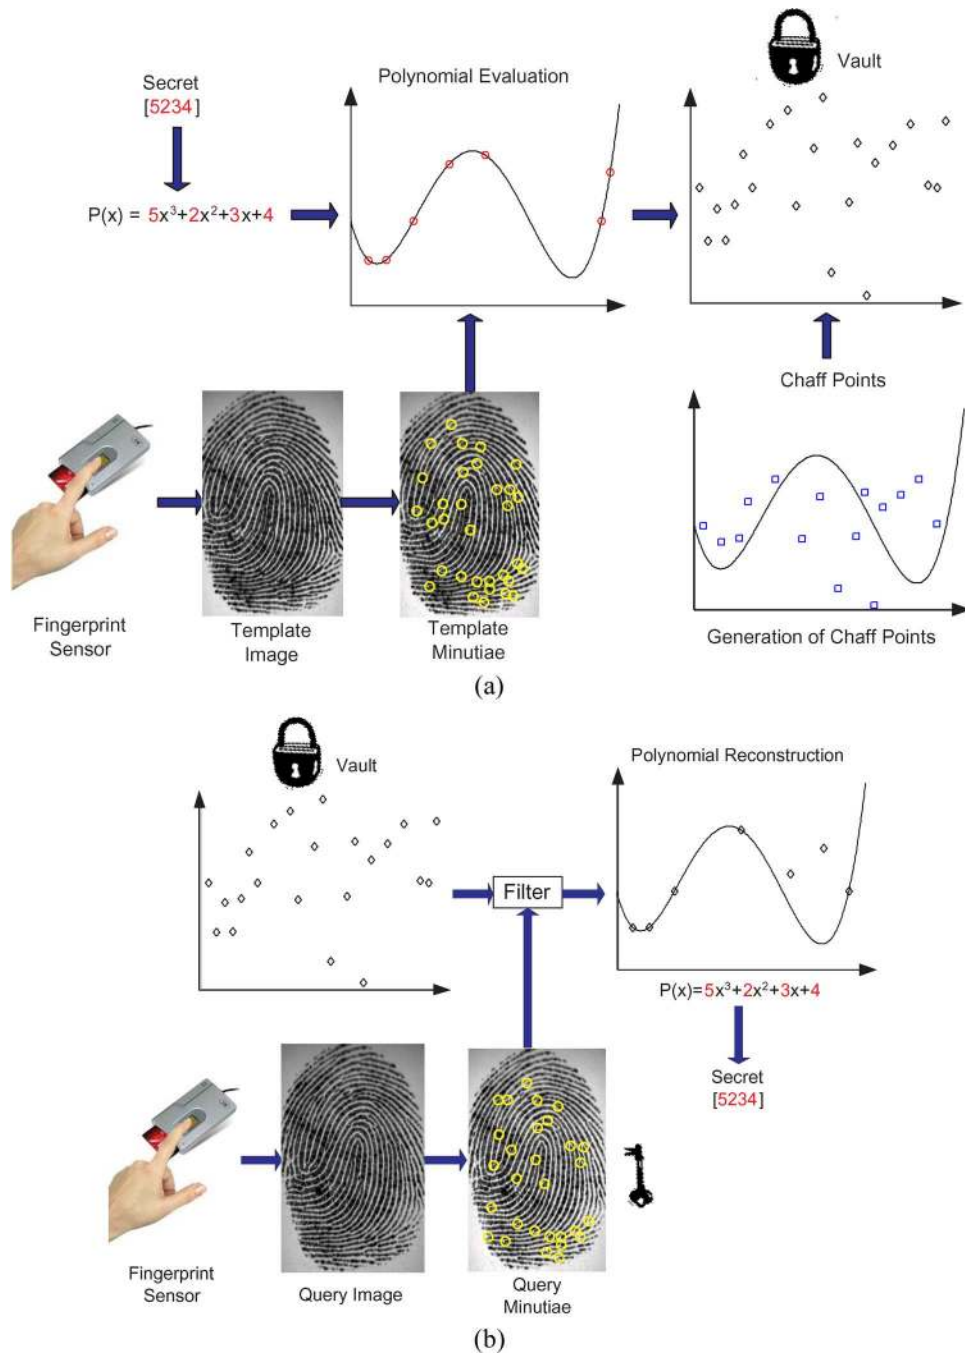 Vault
Polynomial Evaluation
Secret
[5234]
P(x) = 5x³+2x²+3x+4
Chaff Points
Fingerprint
Sensor
Template
Image
Template
Minutiae
Generation of Chaff Points
(a)
Vault
Polynomial Reconstruction
Filter
P(x)=5x³+2x²+3x+4
Secret
[5234]
Fingerprint
Sensor
Query Image
Query
Minutiae
(b)